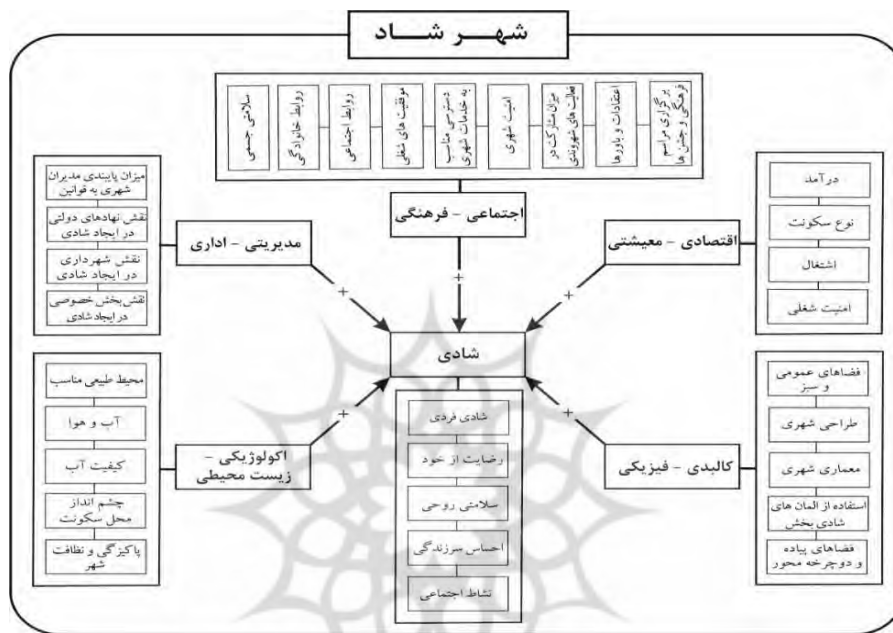 شهر شاد
برگزاری مراسم
فرهنگی و جشن ها
اعتقادات و باورها
میزان مشارکت در
فعالیت های شهروندی
امنیت شهری
دسترسی مناسب
به خدمات شهری
موفقیت های شغلی
روابط اجتماعی
روابط خانوادگی
سلامتی جسمی
اقتصادی - معیشتی
درآمد
نوع سکونت
اشتغال
امنیت شغلی
اجتماعی - فرهنگی
مدیریتی - اداری
میزان پایبندی مدیران
شهری به قوانین
نقش نهادهای دولتی
در ایجاد شادی
نقش شهرداری
در ایجاد شادی
نقش بخش خصوصی
در ایجاد شادی
+
+
+
شادی
شادی فردی
رضایت از خود
سلامتی روحی
احساس سرزندگی
نشاط اجتماعی
+
+
کالبدی - فیزیکی
فضاهای عمومی
و سبز
طراحی شهری
معماری شهری
استفاده از المان های
شادی بخش
فضاهای پیاده
و دوچرخه محور
اکولوژیکی -
زیست محیطی
محیط طبیعی مناسب
آب و هوا
کیفیت آب
چشم انداز
محل سکونت
پاکیزگی و نظافت
شهر